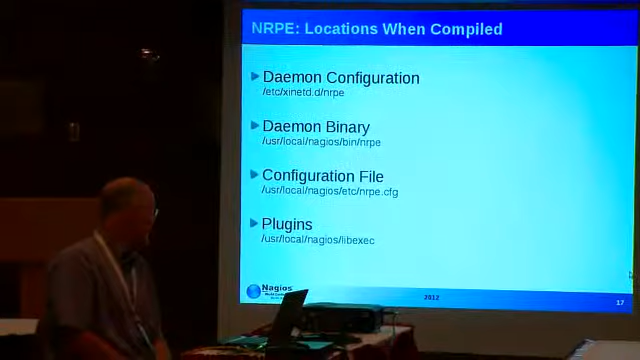 NRPE: Locations When Compiled
Daemon Configuration
/etc/xinetd.d/nrpe
Daemon Binary
/usr/local/nagios/bin/nrpe
Configuration File
/usr/local/nagios/etc/nrpe.cfg
Plugins
/usr/local/nagios/libexec
Nagios
2012
17